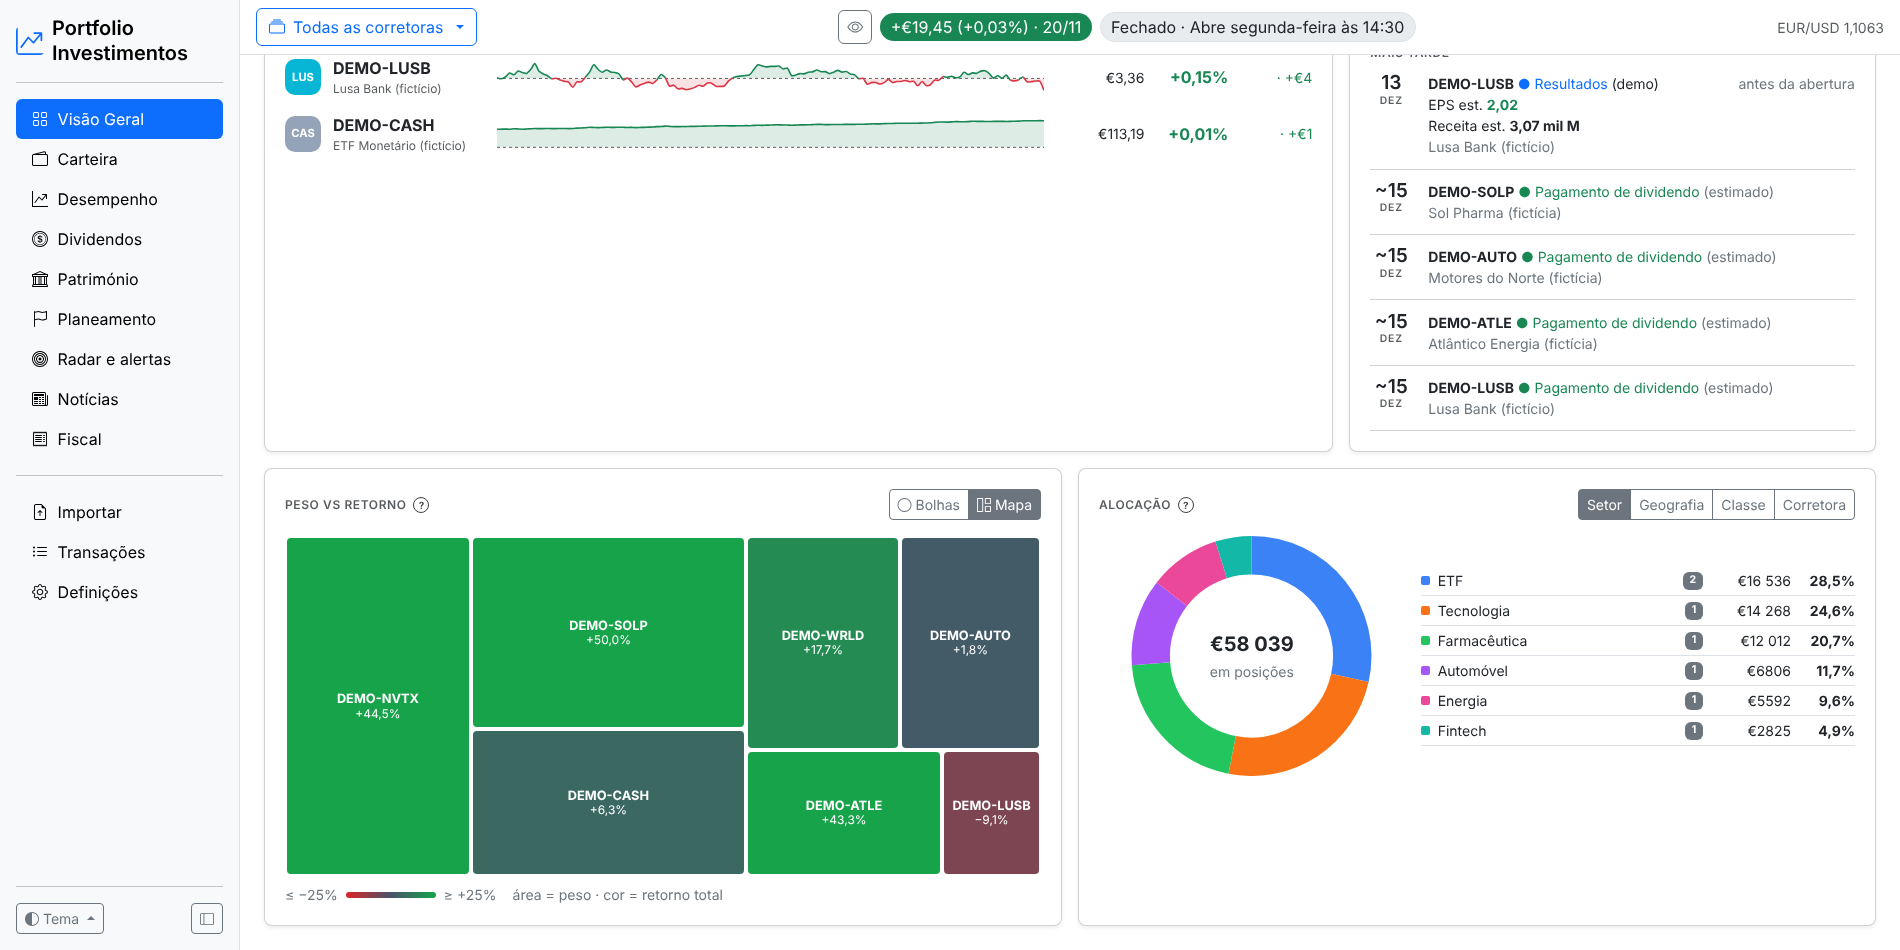 Portfolio
Investimentos
Visão Geral
Carteira
Desempenho
Dividendos
Património
Planeamento
Radar e alertas
Notícias
Fiscal
Importar
Transações
Definições
Tema
Todas as corretoras
+€19,45 (+0,03%) · 20/11
Fechado · Abre segunda-feira às 14:30
EUR/USD 1,1063
LUS
DEMO-LUSB
Lusa Bank (fictício)
€3,36
+0,15%
· +€4
CAS
DEMO-CASH
ETF Monetário (fictício)
€113,19
+0,01%
· +€1
MAIS TARDE
13
DEZ
DEMO-LUSB Resultados (demo)
antes da abertura
EPS est. 2,02
Receita est. 3,07 mil M
Lusa Bank (fictício)
~15
DEZ
DEMO-SOLP Pagamento de dividendo (estimado)
Sol Pharma (fictícia)
~15
DEZ
DEMO-AUTO Pagamento de dividendo (estimado)
Motores do Norte (fictícia)
~15
DEZ
DEMO-ATLE Pagamento de dividendo (estimado)
Atlântico Energia (fictícia)
~15
DEZ
DEMO-LUSB Pagamento de dividendo (estimado)
Lusa Bank (fictício)
PESO VS RETORNO ?
Bolhas
Mapa
DEMO-NVTX
+44,5%
DEMO-SOLP
+50,0%
DEMO-CASH
+6,3%
DEMO-WRLD
+17,7%
DEMO-AUTO
+1,8%
DEMO-ATLE
+43,3%
DEMO-LUSB
−9,1%
≤ −25%
≥ +25%
área = peso · cor = retorno total
ALOCAÇÃO ?
Setor
Geografia
Classe
Corretora
€58 039
em posições
ETF 2 €16 536 28,5%
Tecnologia 1 €14 268 24,6%
Farmacêutica 1 €12 012 20,7%
Automóvel 1 €6806 11,7%
Energia 1 €5592 9,6%
Fintech 1 €2825 4,9%